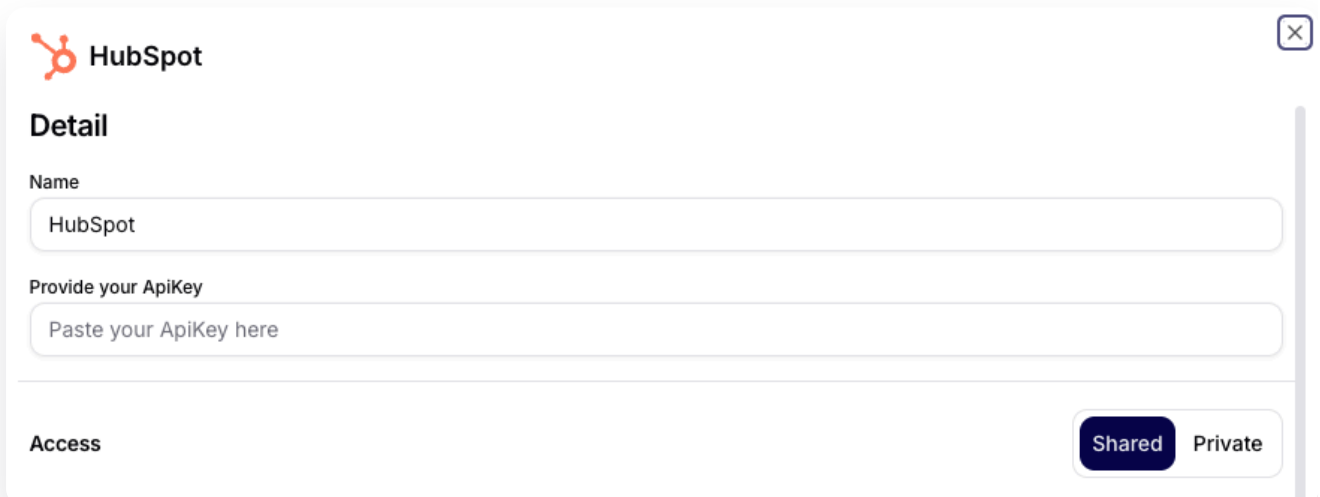 HubSpot
Detail
Name
HubSpot
Provide your ApiKey
Paste your ApiKey here
Access
Shared Private